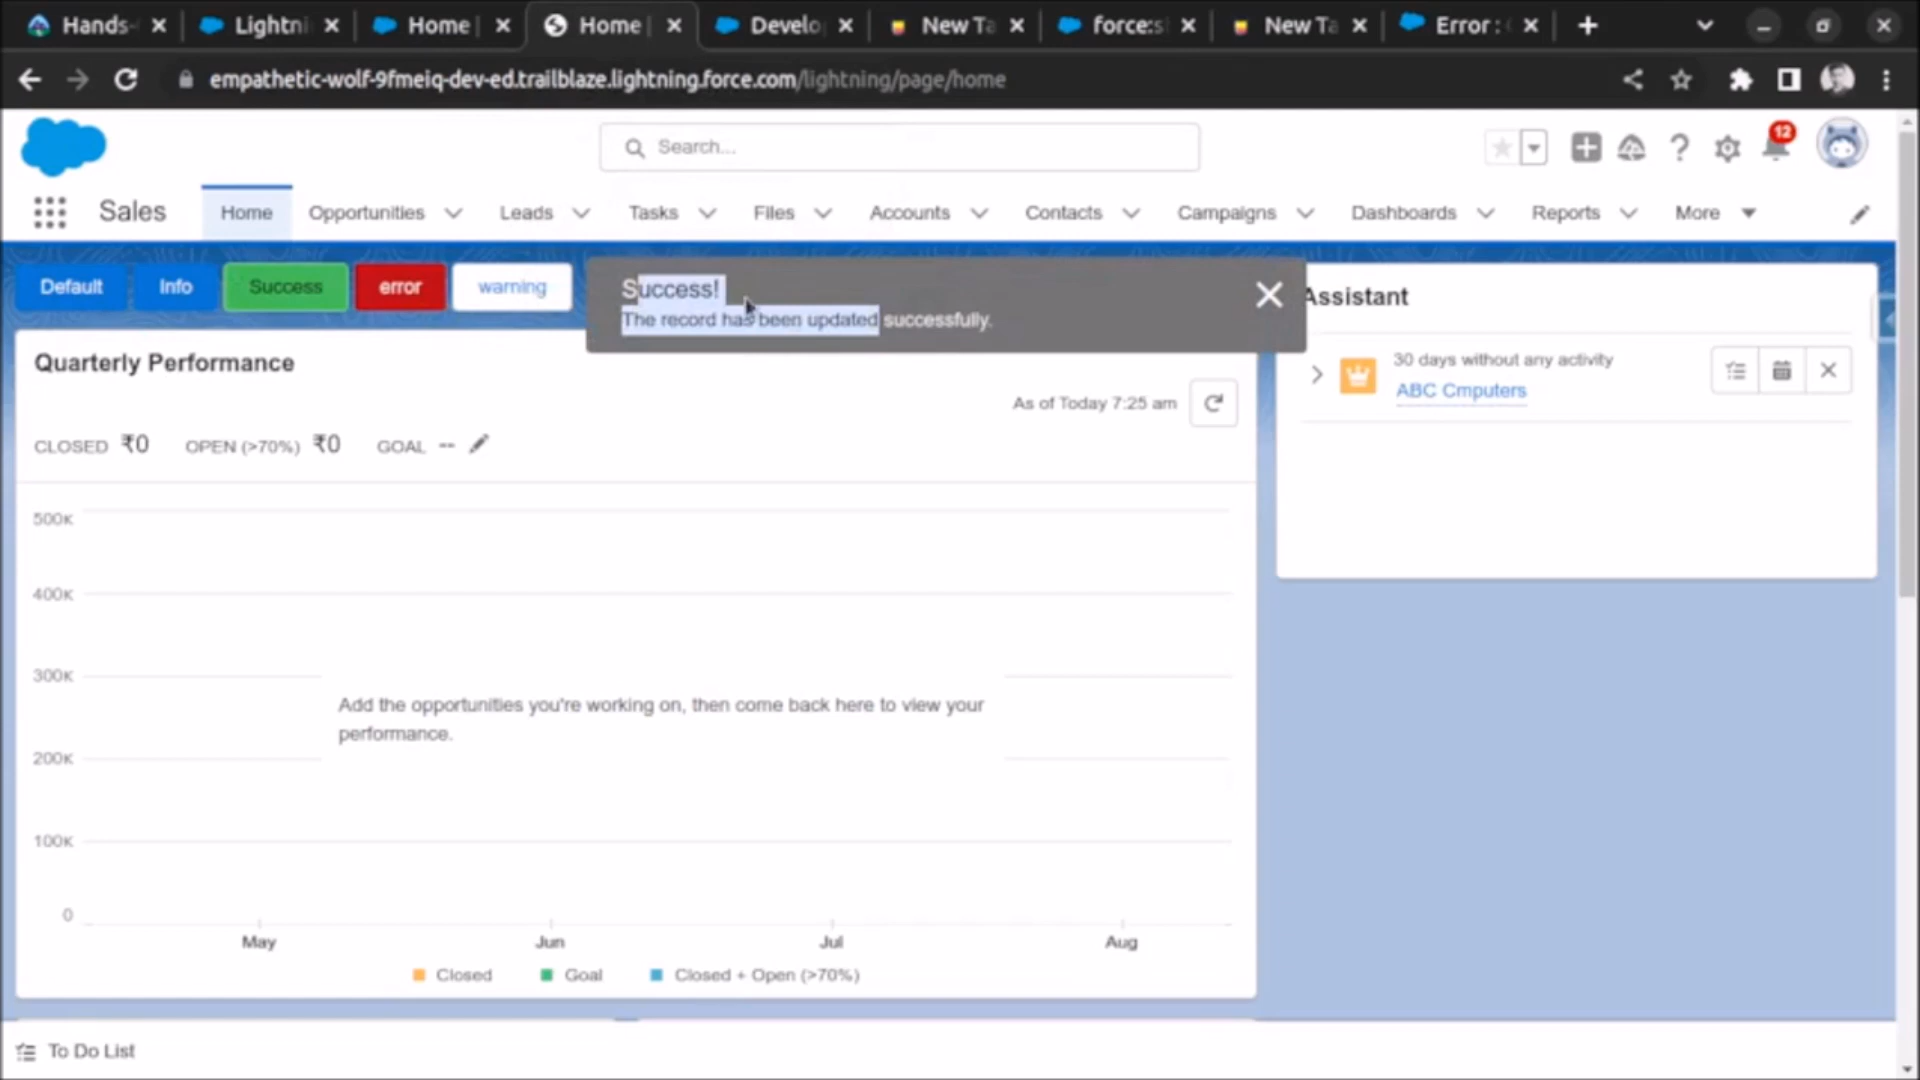 Hands-
Lightni
Home
Home
Develo
New Ta
force:s
New Ta
Error :
empathetic-wolf-9fmeiq-dev-ed.trailblaze.lightning.force.com/lightning/page/home
Search...
12
Sales
Home
Opportunities
Leads
Tasks
Files
Accounts
Contacts
Campaigns
Dashboards
Reports
More
Default
Info
Success
error
warning
Success!
The record has been updated successfully.
Assistant
30 days without any activity
ABC Cmputers
Quarterly Performance
As of Today 7:25 am
CLOSED ₹0 OPEN (>70%) ₹0 GOAL --
500K
400K
300K
200K
100K
0
Add the opportunities you're working on, then come back here to view your
performance.
May
Jun
Jul
Aug
Closed
Goal
Closed + Open (>70%)
To Do List